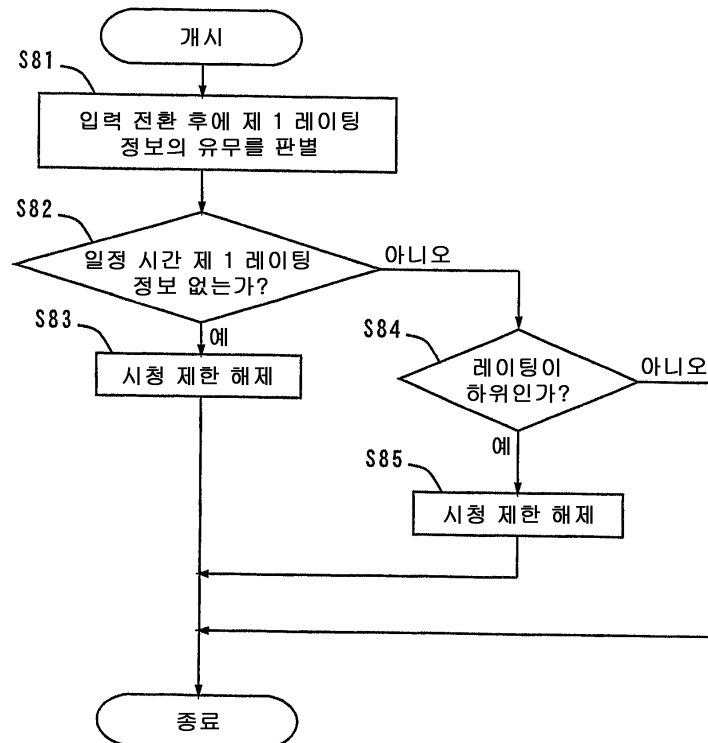 개시
S81
입력 전환 후에 제 1 레이팅
정보의 유무를 판별
S82
일정 시간 제 1 레이팅
정보 없는가?
아니오
S83
예
시청 제한 해제
S84
레이팅이
하위인가?
아니오
예
S85
시청 제한 해제
종료